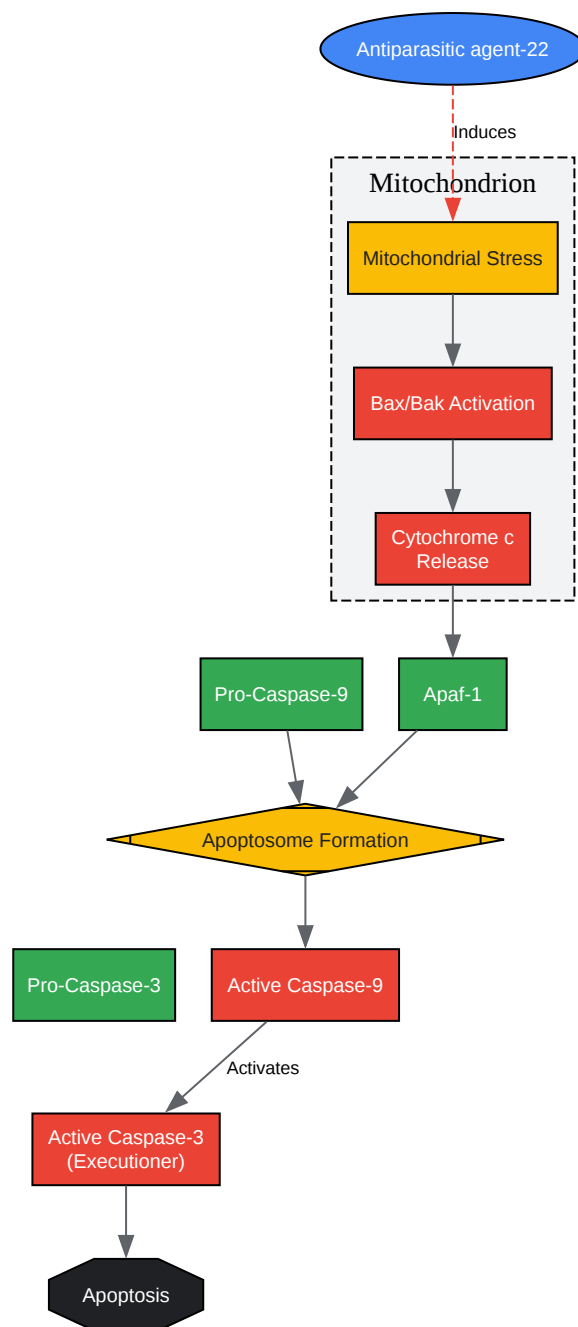 Antiparasitic agent-22
Induces
Mitochondrion
Mitochondrial Stress
Bax/Bak Activation
Cytochrome c
Release
Pro-Caspase-9
Apaf-1
Apoptosome Formation
Pro-Caspase-3
Active Caspase-9
Activates
Active Caspase-3
(Executioner)
Apoptosis